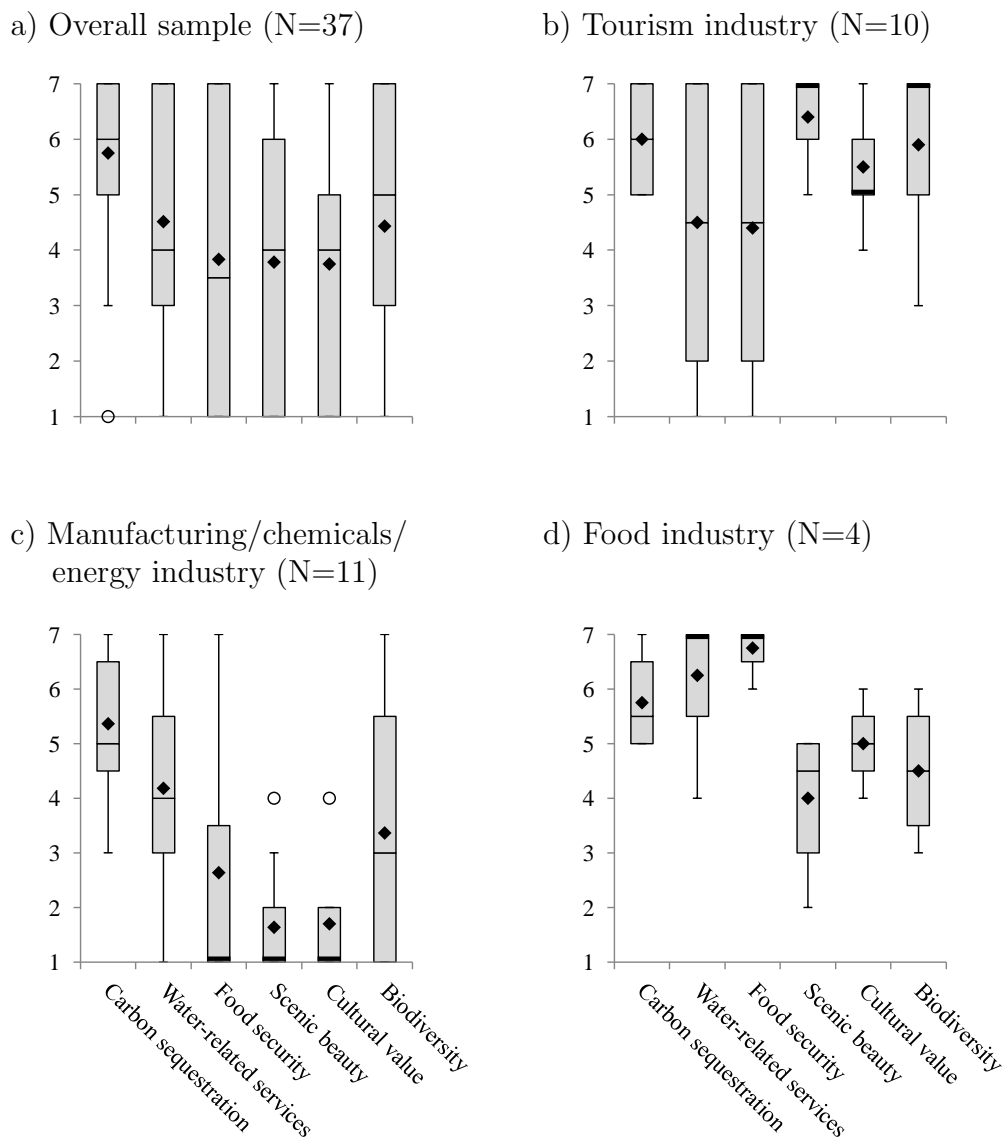 a) Overall sample (N=37)
b) Tourism industry (N=10)
7
6
5
4
3
2
1
7
6
5
4
3
2
1
c) Manufacturing/chemicals/
energy industry (N=11)
d) Food industry (N=4)
7
6
5
4
3
2
1
Carbon sequestration
Water-related services
Food security
Scenic beauty
Cultural value
Biodiversity
7
6
5
4
3
2
1
Carbon sequestration
Water-related services
Food security
Scenic beauty
Cultural value
Biodiversity